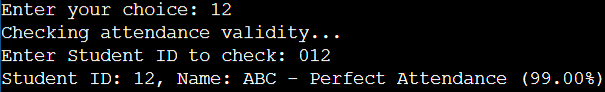 Enter your choice: 12
Checking attendance validity...
Enter Student ID to check: 012
Student ID: 12, Name: ABC - Perfect Attendance (99.00%)